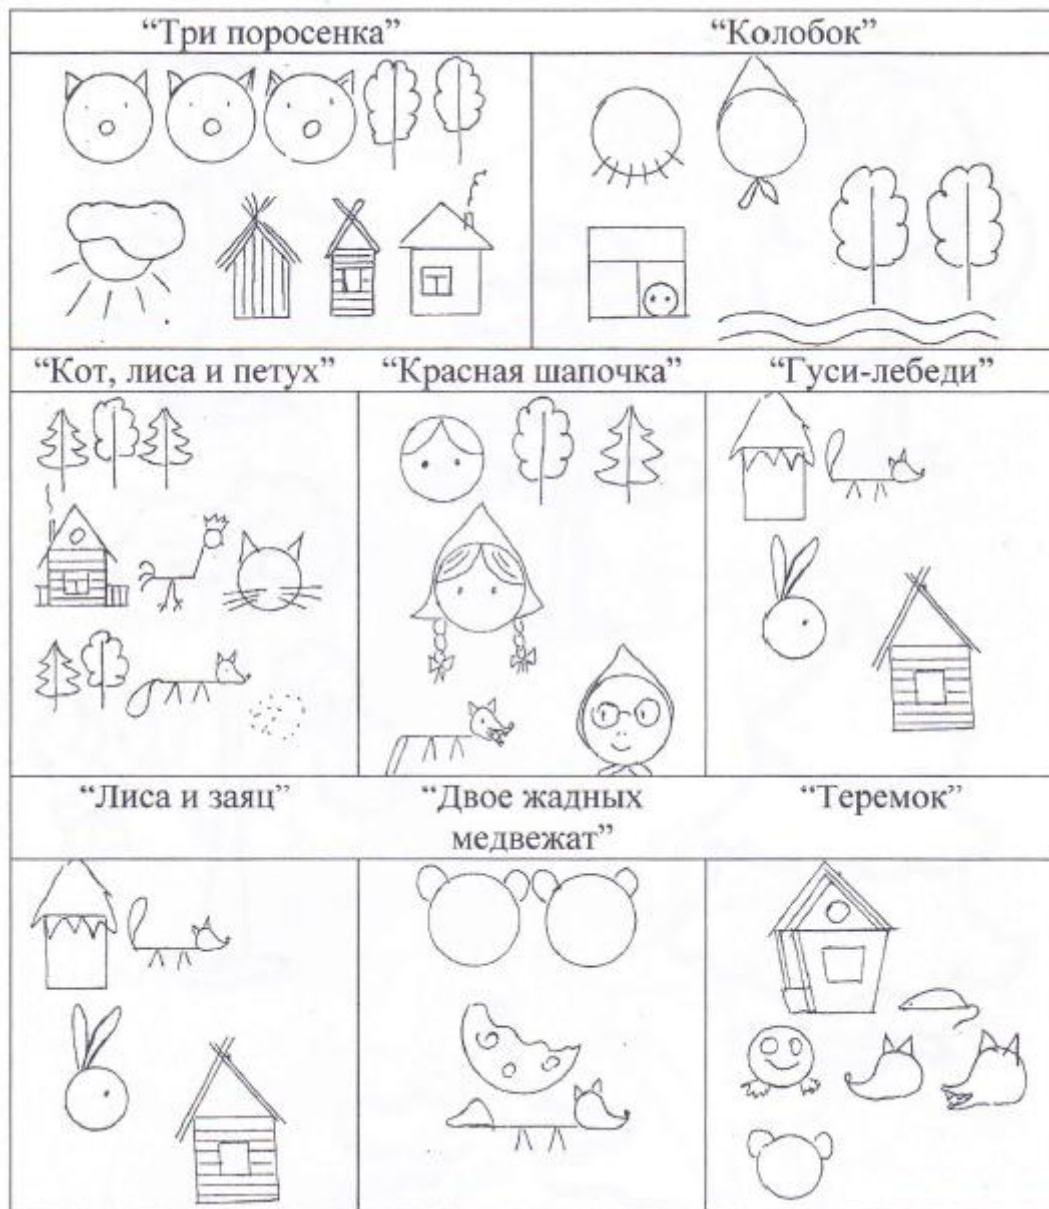 “Три поросенка”
“Колобок”
“Кот, лиса и петух”
“Красная шапочка”
“Гуси-лебеди”
“Лиса и заяц”
“Двое жадных
медвежат”
“Теремок”